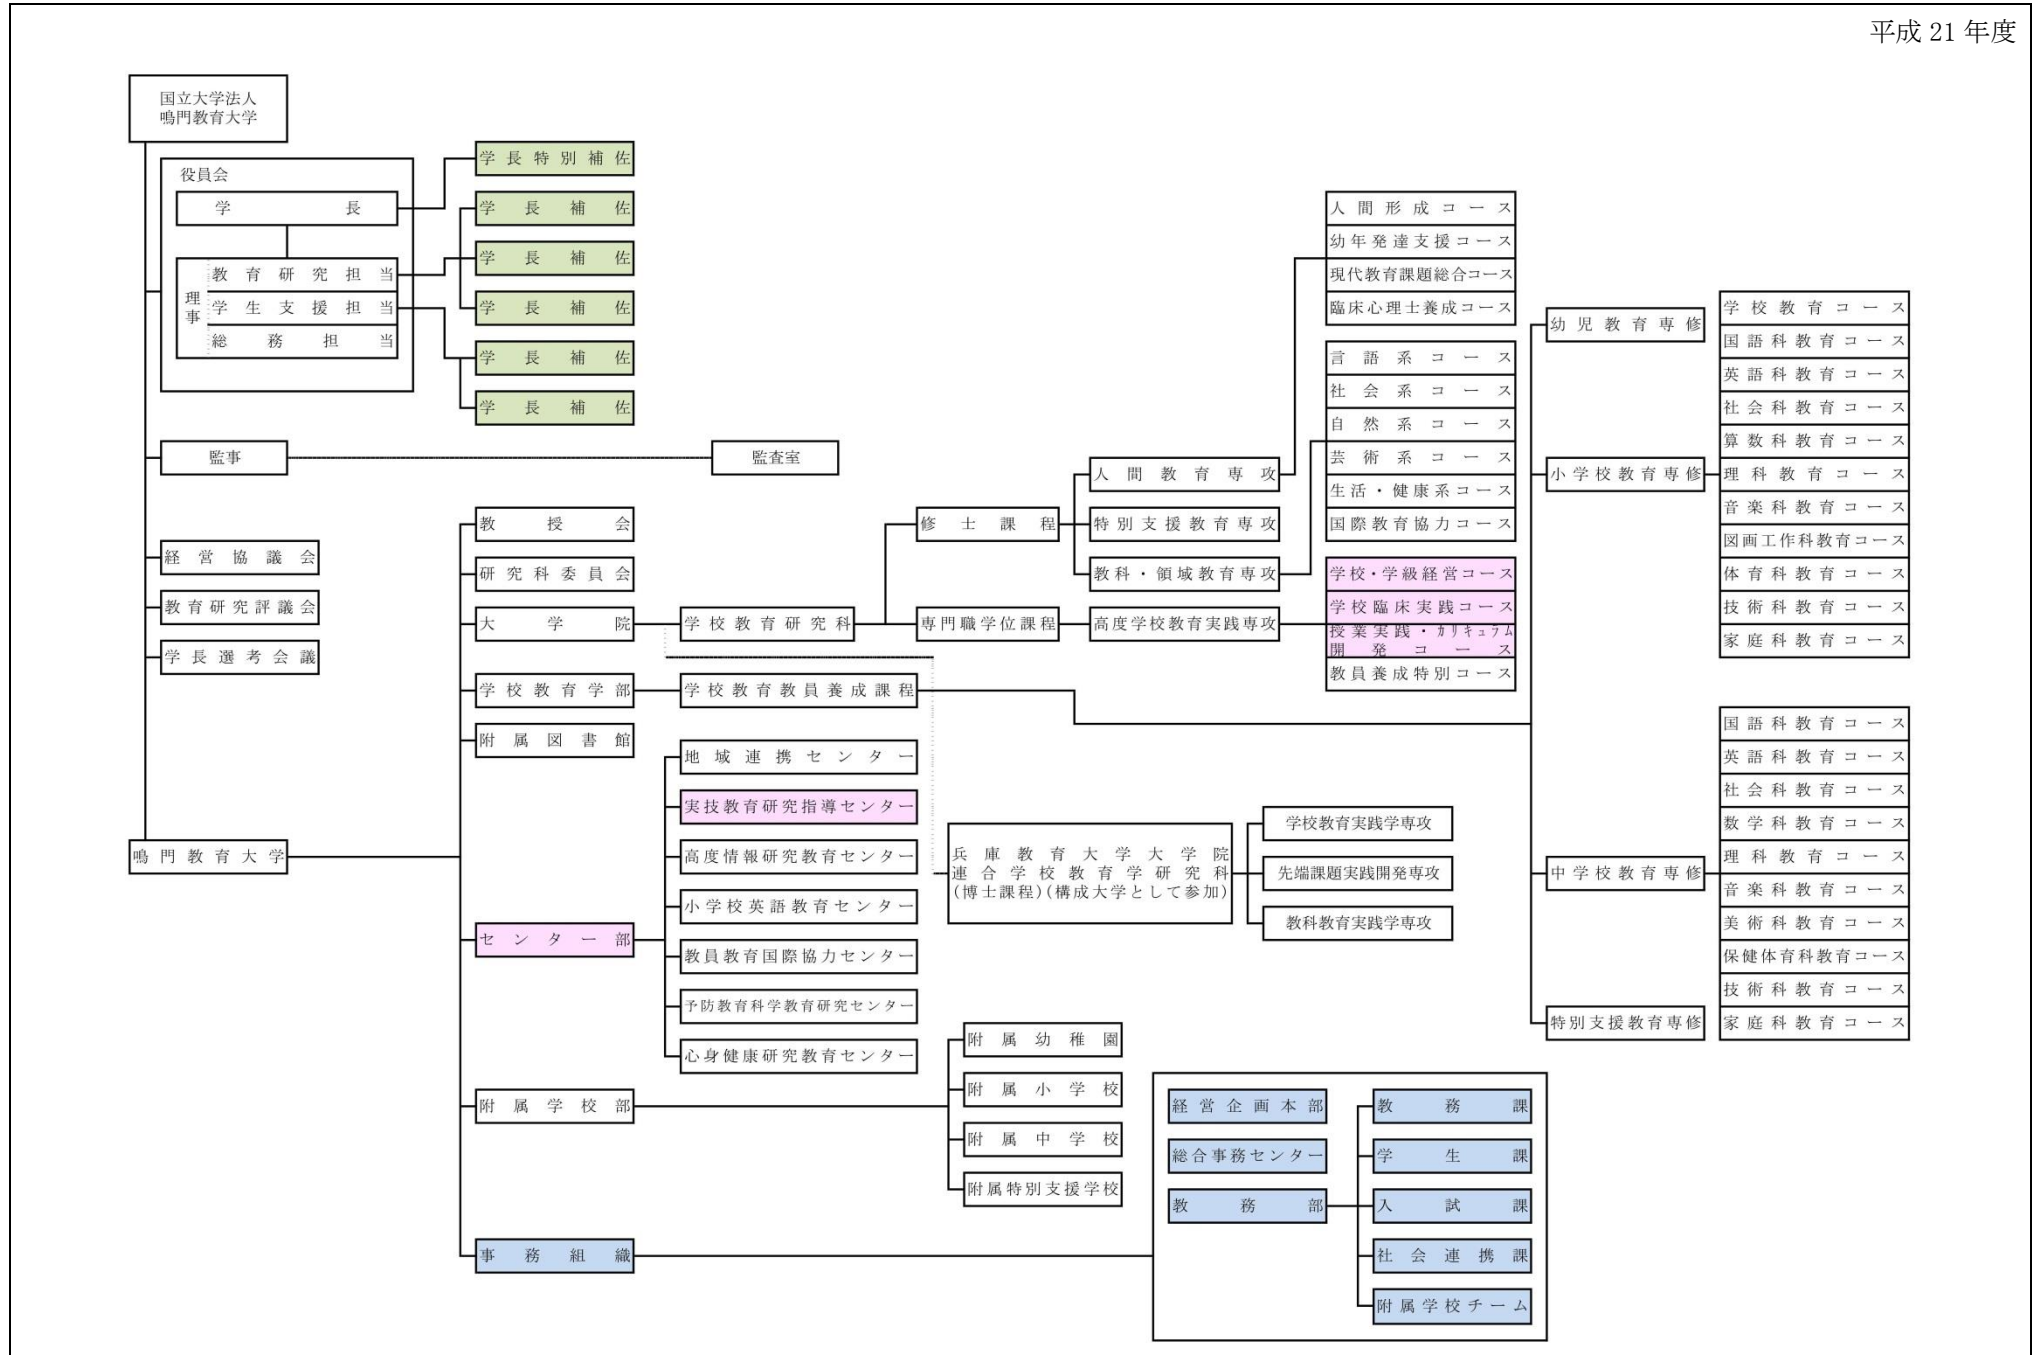 平成 21 年度
国立大学法人
鳴門教育大学
役員会
学長
理事
教育研究担当
学生支援担当
総務担当
学長特別補佐
学長補佐
学長補佐
学長補佐
学長補佐
学長補佐
監事
監査室
経営協議会
教育研究評議会
学長選考会議
鳴門教育大学
教授会
研究科委員会
大学院
学校教育学部
附属図書館
センター部
附属学校部
事務組織
学校教育研究科
学校教育教員養成課程
修士課程
専門職学位課程
人間教育専攻
特別支援教育専攻
教科・領域教育専攻
高度学校教育実践専攻
人間形成コース
幼年発達支援コース
現代教育課題総合コース
臨床心理士養成コース
言語系コース
社会系コース
自然系コース
芸術系コース
生活・健康系コース
国際教育協力コース
学校・学級経営コース
学校臨床実践コース
授業実践・カリキュラム
開発コース
教員養成特別コース
幼児教育専修
小学校教育専修
中学校教育専修
特別支援教育専修
学校教育コース
国語科教育コース
英語科教育コース
社会科教育コース
算数科教育コース
理科教育コース
音楽科教育コース
図画工作科教育コース
体育科教育コース
技術科教育コース
家庭科教育コース
国語科教育コース
英語科教育コース
社会科教育コース
数学科教育コース
理科教育コース
音楽科教育コース
美術科教育コース
保健体育科教育コース
技術科教育コース
家庭科教育コース
地域連携センター
実技教育研究指導センター
高度情報研究教育センター
小学校英語教育センター
教員教育国際協力センター
予防教育科学教育研究センター
心身健康研究教育センター
兵庫教育大学大学院
連合学校教育学研究科
(博士課程)(構成大学として参加)
学校教育実践学専攻
先端課題実践開発専攻
教科教育実践学専攻
附属幼稚園
附属小学校
附属中学校
附属特別支援学校
経営企画本部
総合事務センター
教務部
教務課
学生課
入試課
社会連携課
附属学校チーム